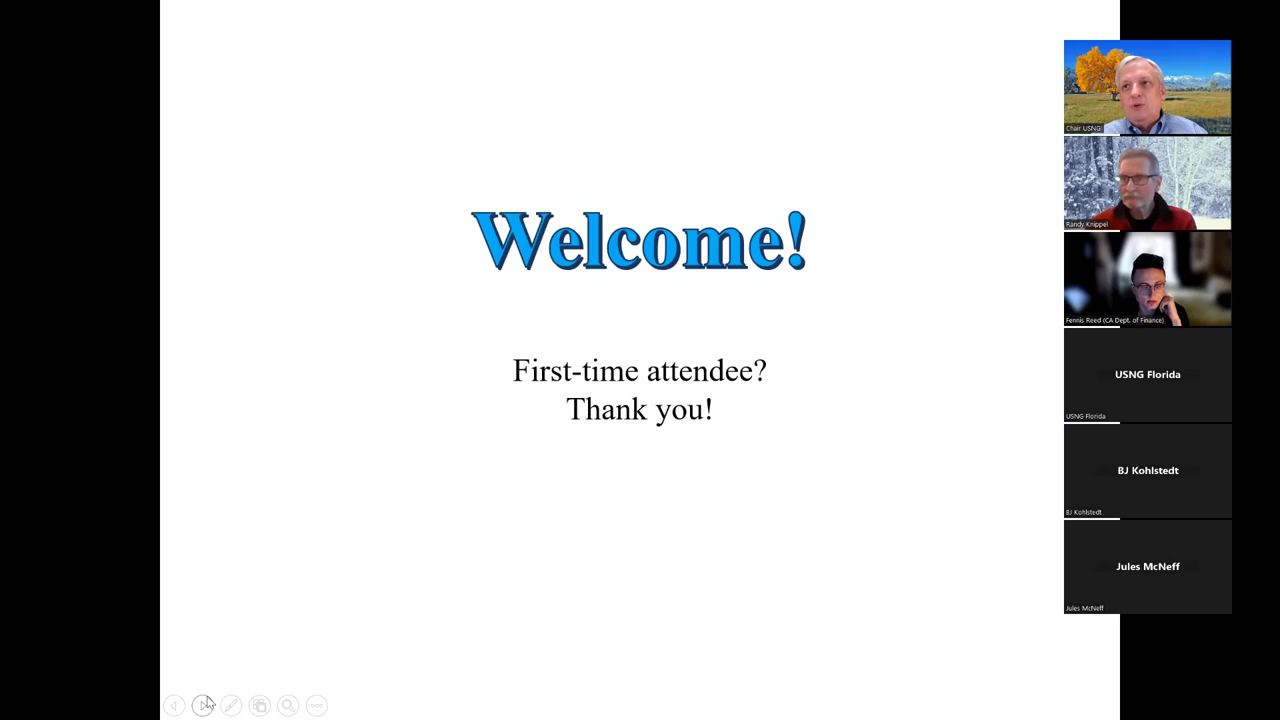 Welcome!
First-time attendee?
Thank you!
Chair USNG
Randy Knippel
Fennis Reed (CA Dept. of Finance)
USNG Florida
USNG Florida
BJ Kohlstedt
BJ Kohlstedt
Jules McNeff
Jules McNeff